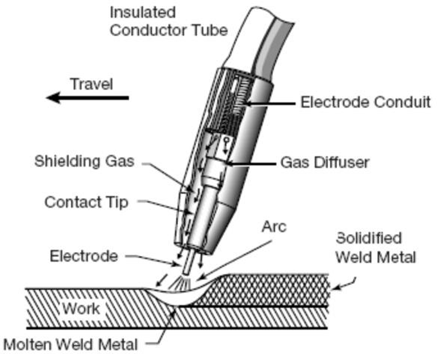 Insulated
Conductor Tube
Travel
Electrode Conduit
Shielding Gas
Gas Diffuser
Contact Tip
Arc
Solidified
Weld Metal
Electrode
Work
Molten Weld Metal